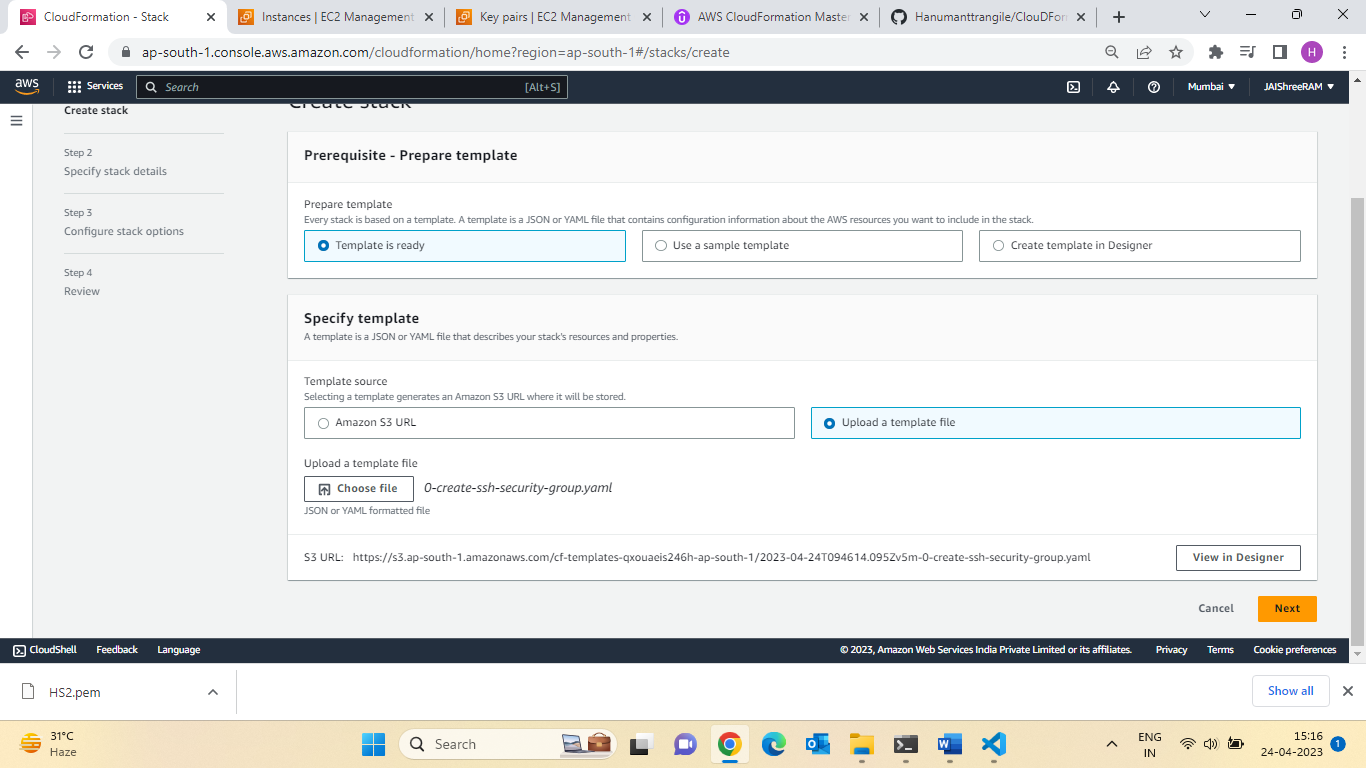 CloudFormation - Stack
Instances | EC2 Management
Key pairs | EC2 Management
AWS CloudFormation Master
Hanumanttrangile/ClouDFor
ap-south-1.console.aws.amazon.com/cloudformation/home?region=ap-south-1#/stacks/create
H
aws
Services
Search
[Alt+S]
Mumbai
JAIShreeRAM
Create stack
Create stack
Step 2
Specify stack details
Step 3
Configure stack options
Step 4
Review
Prerequisite - Prepare template
Prepare template
Every stack is based on a template. A template is a JSON or YAML file that contains configuration information about the AWS resources you want to include in the stack.
Template is ready
Use a sample template
Create template in Designer
Specify template
A template is a JSON or YAML file that describes your stack's resources and properties.
Template source
Selecting a template generates an Amazon S3 URL where it will be stored.
Amazon S3 URL
Upload a template file
Upload a template file
Choose file
0-create-ssh-security-group.yaml
JSON or YAML formatted file
S3 URL: https://s3.ap-south-1.amazonaws.com/cf-templates-qxouaeis246h-ap-south-1/2023-04-24T094614.095Zv5m-0-create-ssh-security-group.yaml
View in Designer
Cancel
Next
CloudShell
Feedback
Language
© 2023, Amazon Web Services India Private Limited or its affiliates.
Privacy
Terms
Cookie preferences
HS2.pem
Show all
31°C
Haze
Search
ENG
IN
15:16
24-04-2023
1